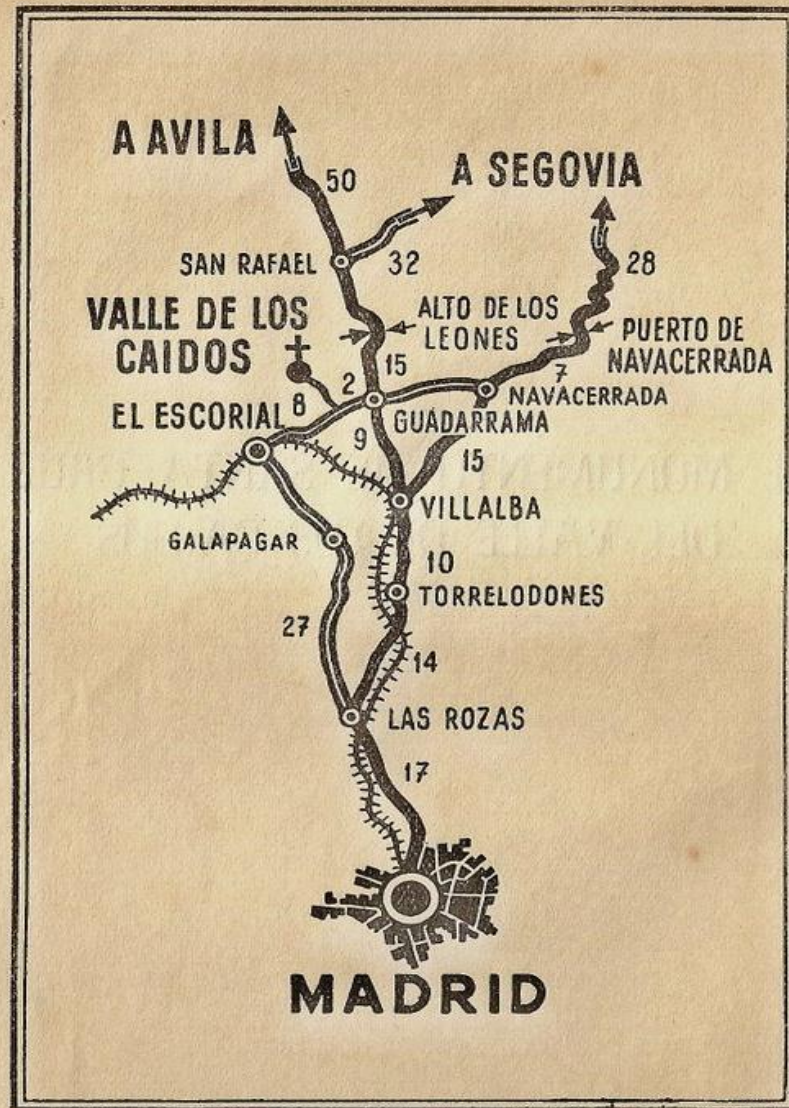 A AVILA
50
A SEGOVIA
SAN RAFAEL
32
28
VALLE DE LOS
CAIDOS
ALTO DE LOS
LEONES
PUERTO DE
NAVACERRADA
15
2
7
8
NAVACERRADA
EL ESCORIAL
GUADARRAMA
9
15
VILLALBA
GALAPAGAR
10
TORRELODONES
27
14
LAS ROZAS
17
MADRID